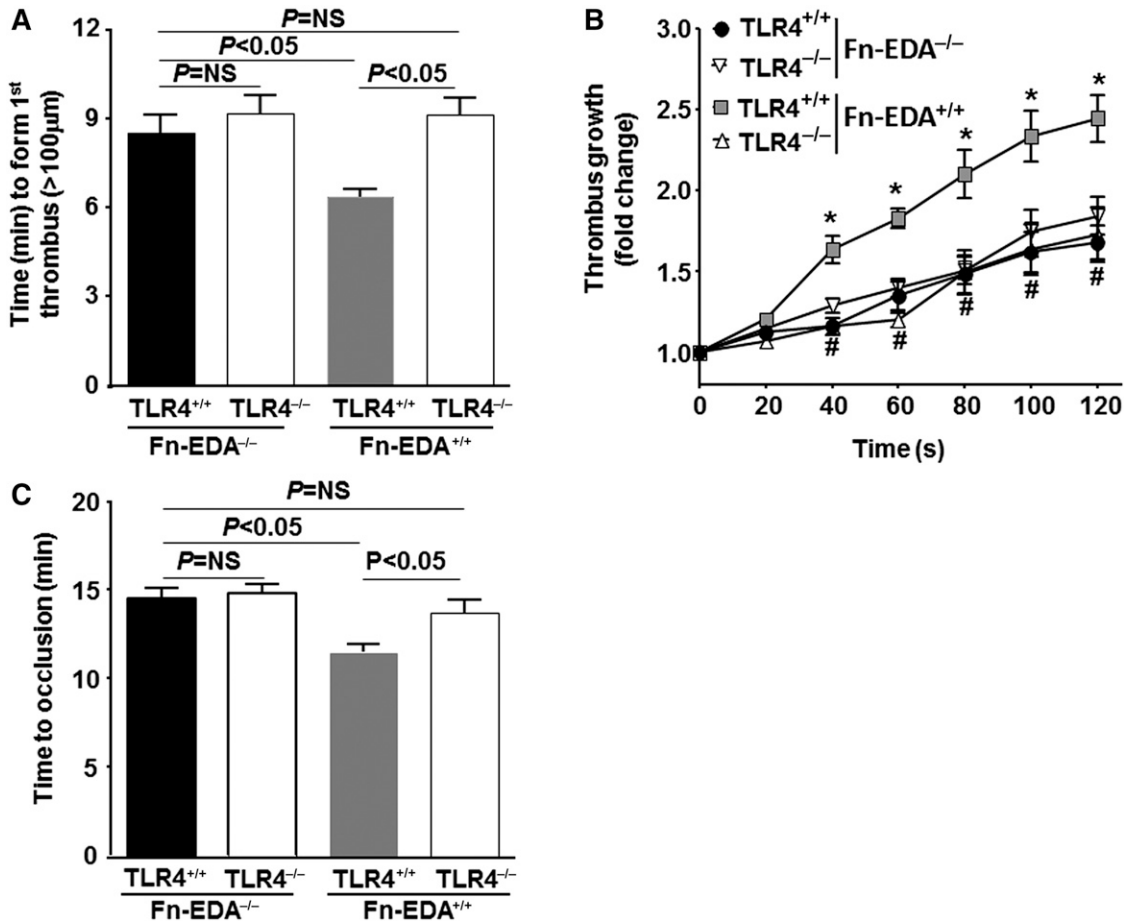 A
Time (min) to form 1st
thrombus (>100μm)
12
9
6
3
0
P=NS
P<0.05
P=NS
P<0.05
TLR4+/+ TLR4–/– TLR4+/+ TLR4–/–
Fn-EDA–/– Fn-EDA+/+
B
Thrombus growth
(fold change)
3.0
2.5
2.0
1.5
1.0
TLR4+/+
TLR4–/–
Fn-EDA–/–
TLR4+/+
TLR4–/–
Fn-EDA+/+
* * * * *
# # # # #
0 20 40 60 80 100 120
Time (s)
C
Time to occlusion (min)
20
15
10
5
0
P=NS
P<0.05
P=NS
P<0.05
TLR4+/+ TLR4–/– TLR4+/+ TLR4–/–
Fn-EDA–/– Fn-EDA+/+